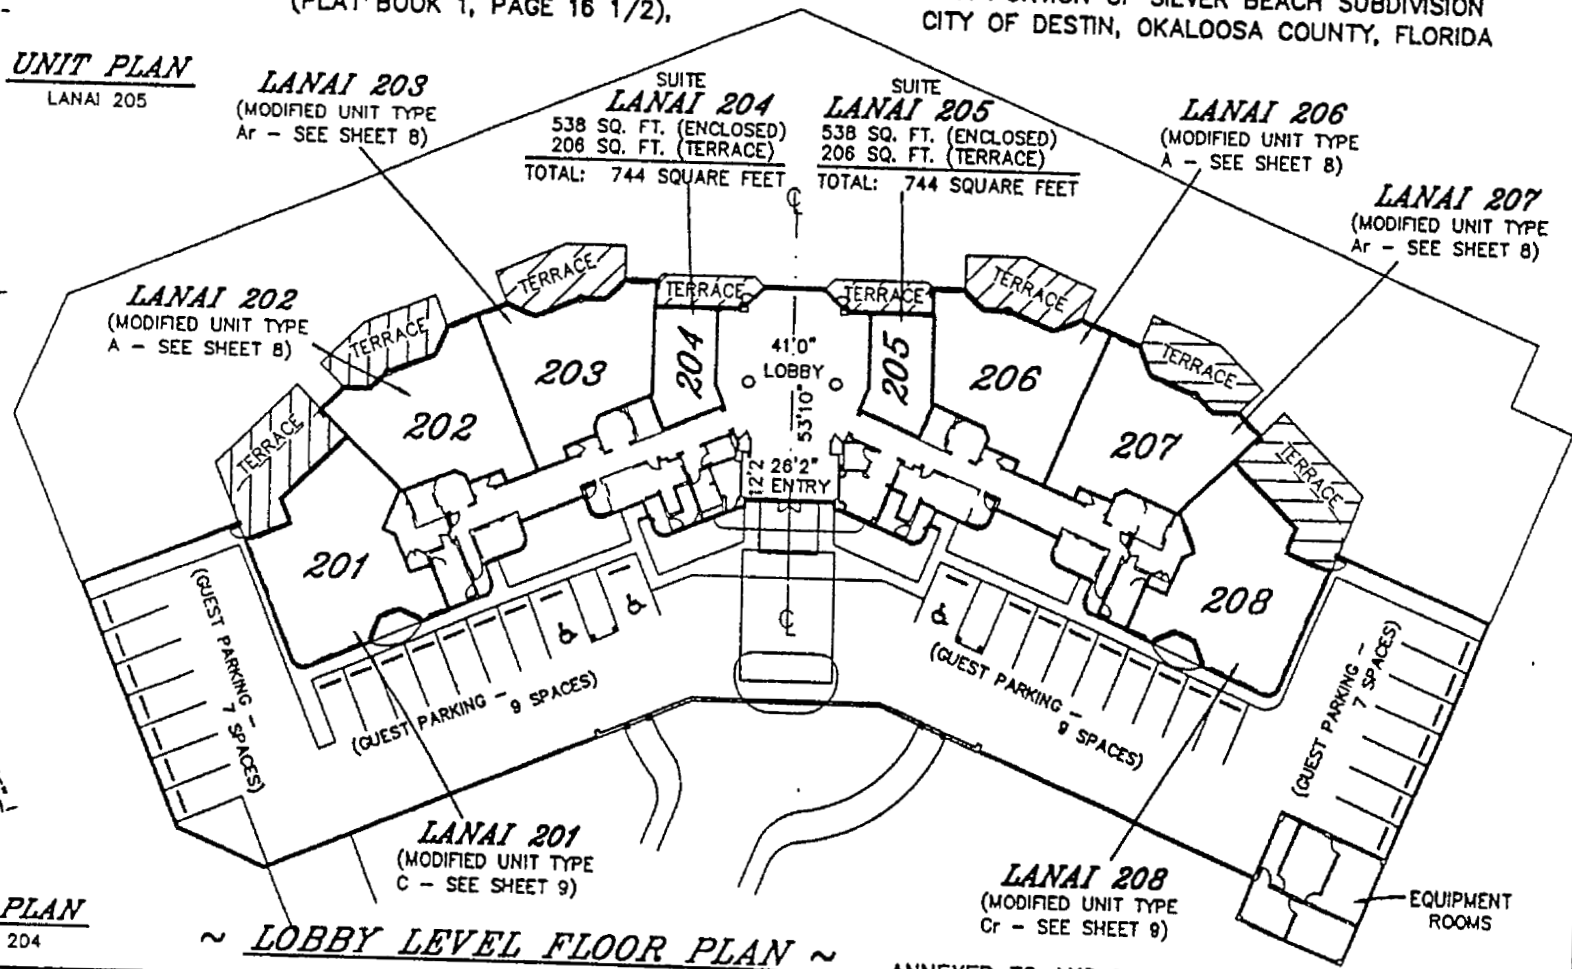 (PLAT BOOK 1, PAGE 16 1/2),
PORTION OF SILVER BEACH SUBDIVISION
CITY OF DESTIN, OKALOOSA COUNTY, FLORIDA
UNIT PLAN
LANAI 205
LANAI 203
(MODIFIED UNIT TYPE
Ar - SEE SHEET 8)
SUITE
LANAI 204
538 SQ. FT. (ENCLOSED)
206 SQ. FT. (TERRACE)
TOTAL: 744 SQUARE FEET
SUITE
LANAI 205
538 SQ. FT. (ENCLOSED)
206 SQ. FT. (TERRACE)
TOTAL: 744 SQUARE FEET
LANAI 206
(MODIFIED UNIT TYPE
A - SEE SHEET 8)
LANAI 207
(MODIFIED UNIT TYPE
Ar - SEE SHEET 8)
LANAI 202
(MODIFIED UNIT TYPE
A - SEE SHEET 8)
℄
TERRACE
TERRACE
TERRACE
TERRACE
TERRACE
TERRACE
TERRACE
TERRACE
201
202
203
204
205
206
207
208
41'0"
LOBBY
53'10"
26'2"
12'2
ENTRY
℄
(GUEST PARKING -
7 SPACES)
(GUEST PARKING - 9 SPACES)
(GUEST PARKING -
9 SPACES)
(GUEST PARKING -
7 SPACES)
LANAI 201
(MODIFIED UNIT TYPE
C - SEE SHEET 9)
LANAI 208
(MODIFIED UNIT TYPE
Cr - SEE SHEET 9)
EQUIPMENT
ROOMS
PLAN
204
~ LOBBY LEVEL FLOOR PLAN ~